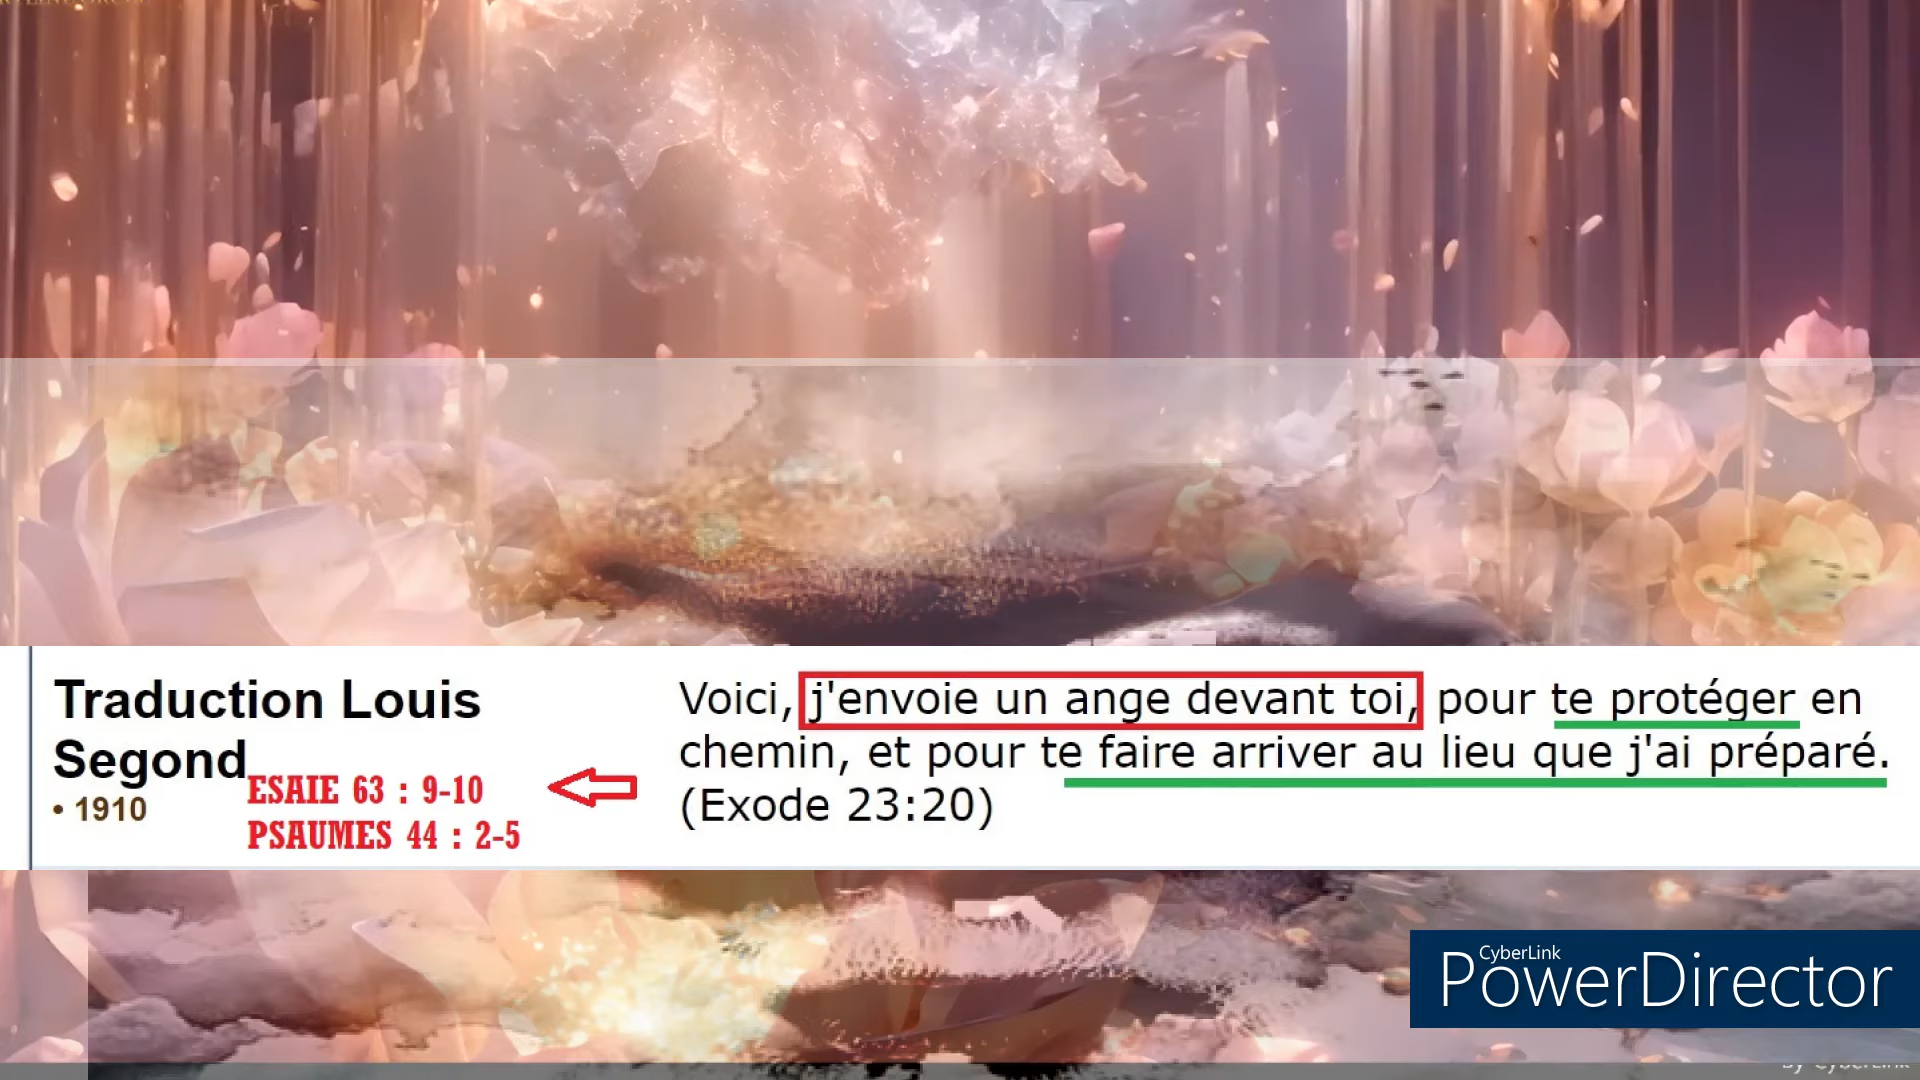 Traduction Louis
Segond
• 1910
ESAIE 63 : 9-10
PSAUMES 44 : 2-5
Voici, j'envoie un ange devant toi, pour te protéger en
chemin, et pour te faire arriver au lieu que j'ai préparé.
(Exode 23:20)
CyberLink
PowerDirector
by CyberLink